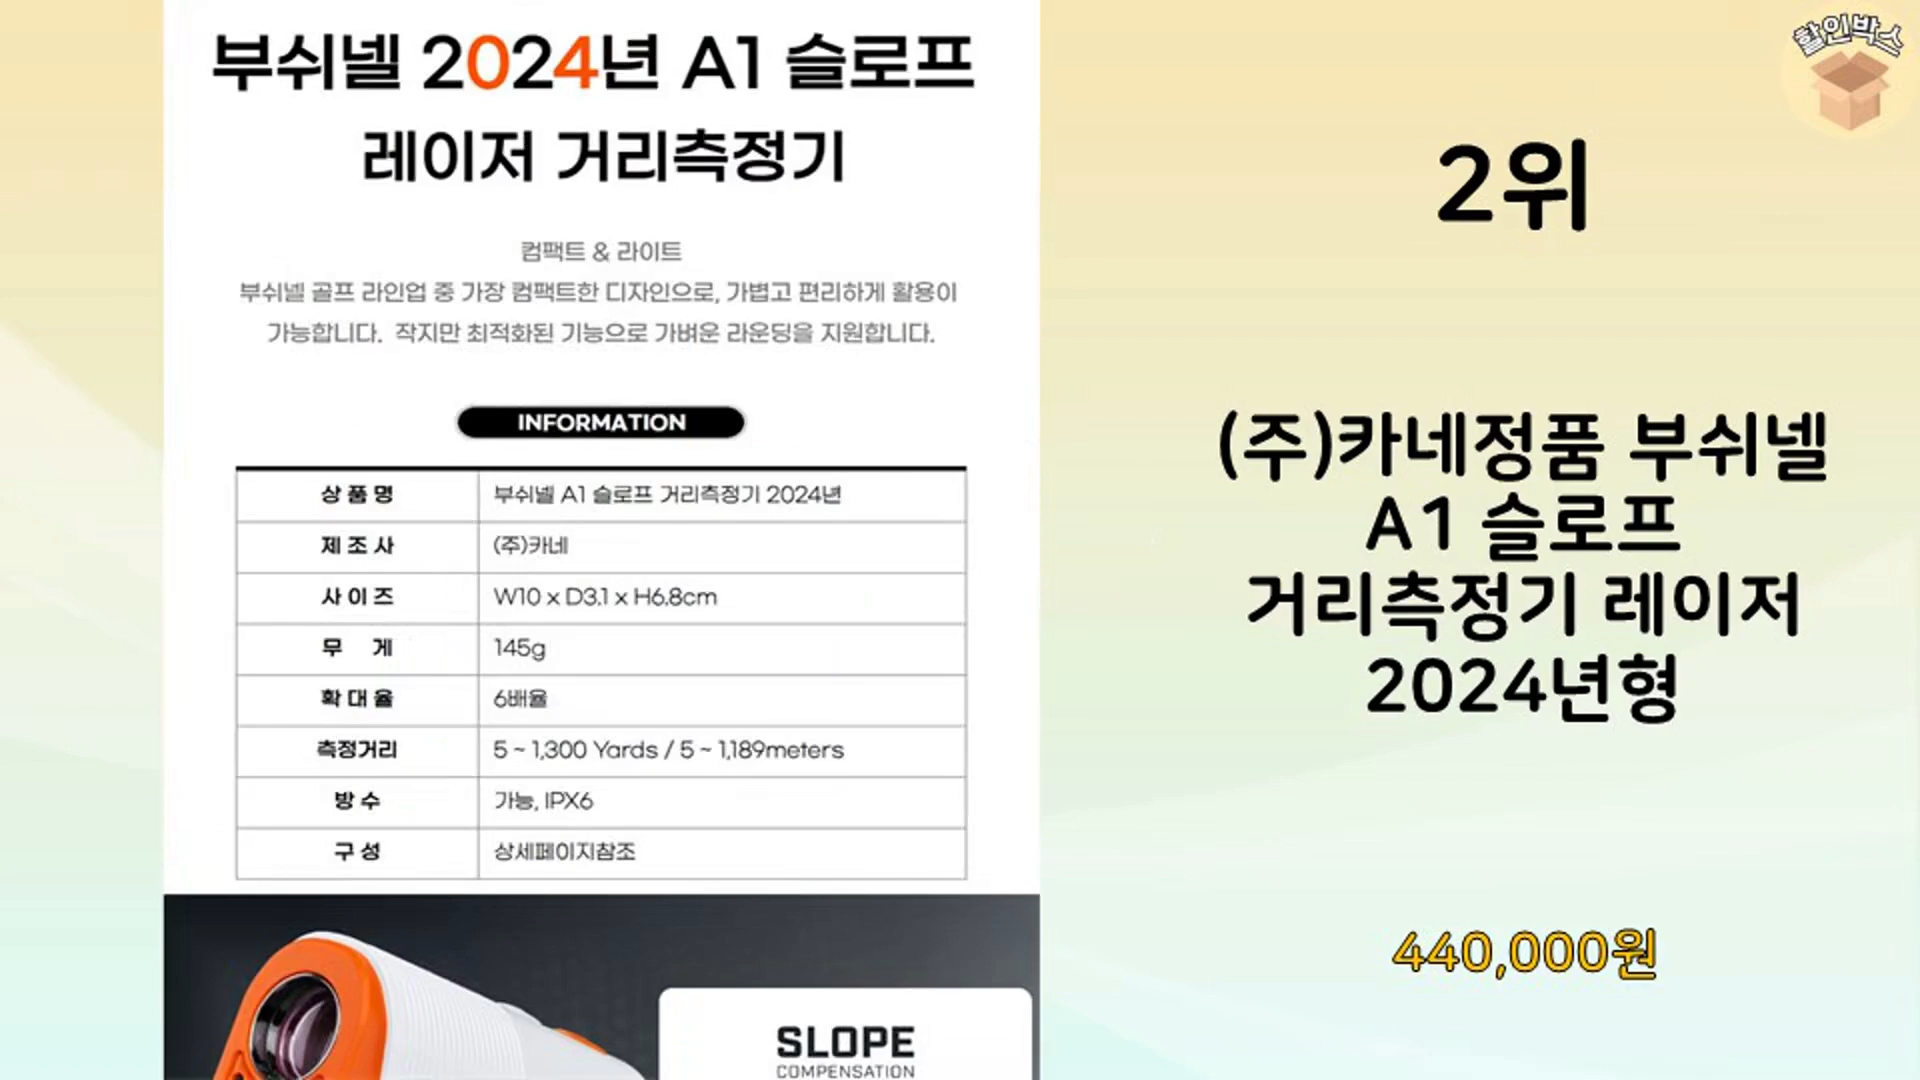 부쉬넬 2024년 A1 슬로프
레이저 거리측정기
컴팩트 & 라이트
부쉬넬 골프 라인업 중 가장 컴팩트한 디자인으로, 가볍고 편리하게 활용이
가능합니다. 작지만 최적화된 기능으로 가벼운 라운딩을 지원합니다.
INFORMATION
상 품 명 부쉬넬 A1 슬로프 거리측정기 2024년
제 조 사 (주)카네
사 이 즈 W10 x D3.1 x H6.8cm
무 게 145g
확 대 율 6배율
측정거리 5 ~ 1,300 Yards / 5 ~ 1,189meters
방 수 가능, IPX6
구 성 상세페이지참조
SLOPE
COMPENSATION
할인박스
2위
(주)카네정품 부쉬넬
A1 슬로프
거리측정기 레이저
2024년형
440,000원